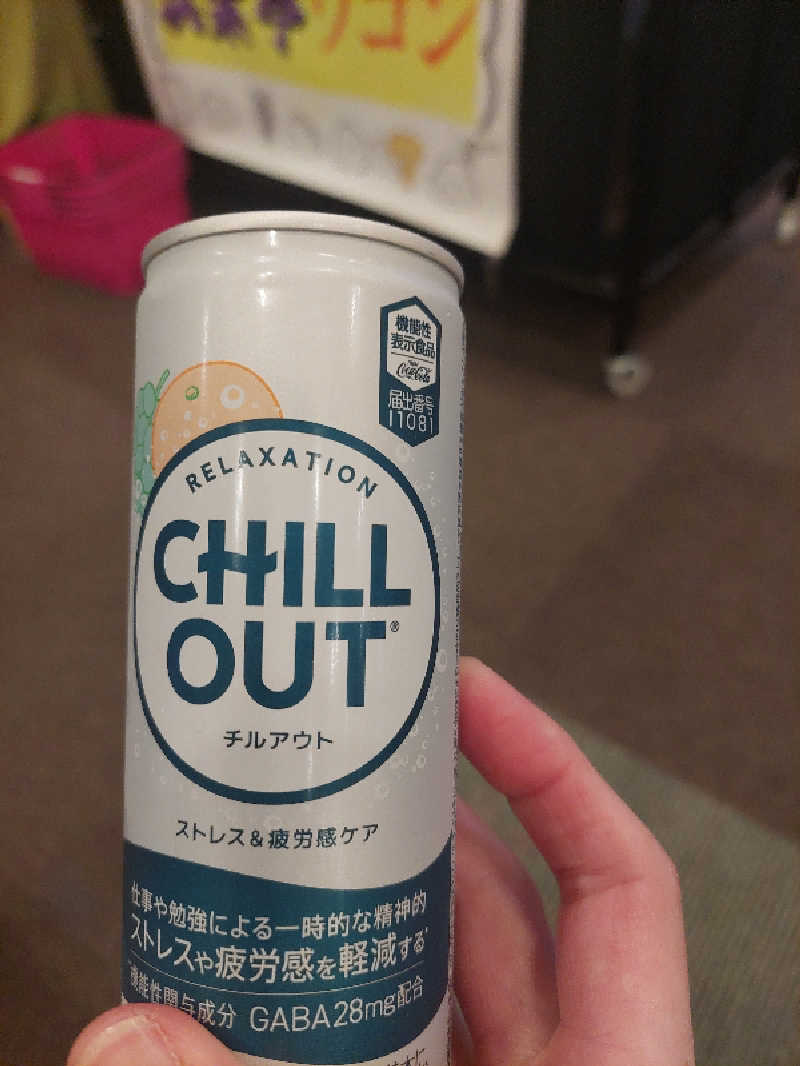 リコン
機能性
表示食品
Coca-Cola
届出番号
I1081
RELAXATION
CHILL
OUT®
チルアウト
ストレス&疲労感ケア
仕事や勉強による一時的な精神的
ストレスや疲労感を軽減する
機能性関与成分 GABA28mg配合